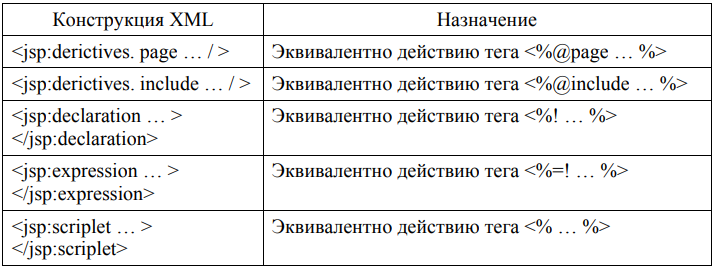 Конструкция XML Назначение
<jsp:derictives. page … / > Эквивалентно действию тега <%@page … %>
<jsp:derictives. include … / > Эквивалентно действию тега <%@include … %>
<jsp:declaration … > Эквивалентно действию тега <%! … %>
</jsp:declaration>
<jsp:expression … > Эквивалентно действию тега <%=! … %>
</jsp:expression>
<jsp:scriplet … > Эквивалентно действию тега <% … %>
</jsp:scriplet>